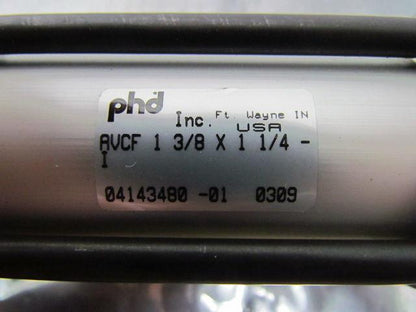 phd Inc. Ft. Wayne IN
USA
AVCF 1 3/8 X 1 1/4 -
I
04143480 -01 0309